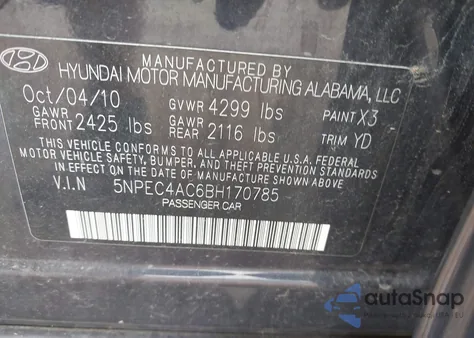 MANUFACTURED BY
HYUNDAI MOTOR MANUFACTURING ALABAMA, LLC
Oct/04/10 GVWR 4299 lbs PAINT X3
GAWR FRONT 2425 lbs GAWR REAR 2116 lbs TRIM YD
THIS VEHICLE CONFORMS TO ALL APPLICABLE U.S.A. FEDERAL
MOTOR VEHICLE SAFETY, BUMPER, AND THEFT PREVENTION STANDARDS
IN EFFECT ON THE DATE OF MANUFACTURE SHOWN ABOVE.
V.I.N 5NPEC4AC6BH170785
PASSENGER CAR
autoSnap